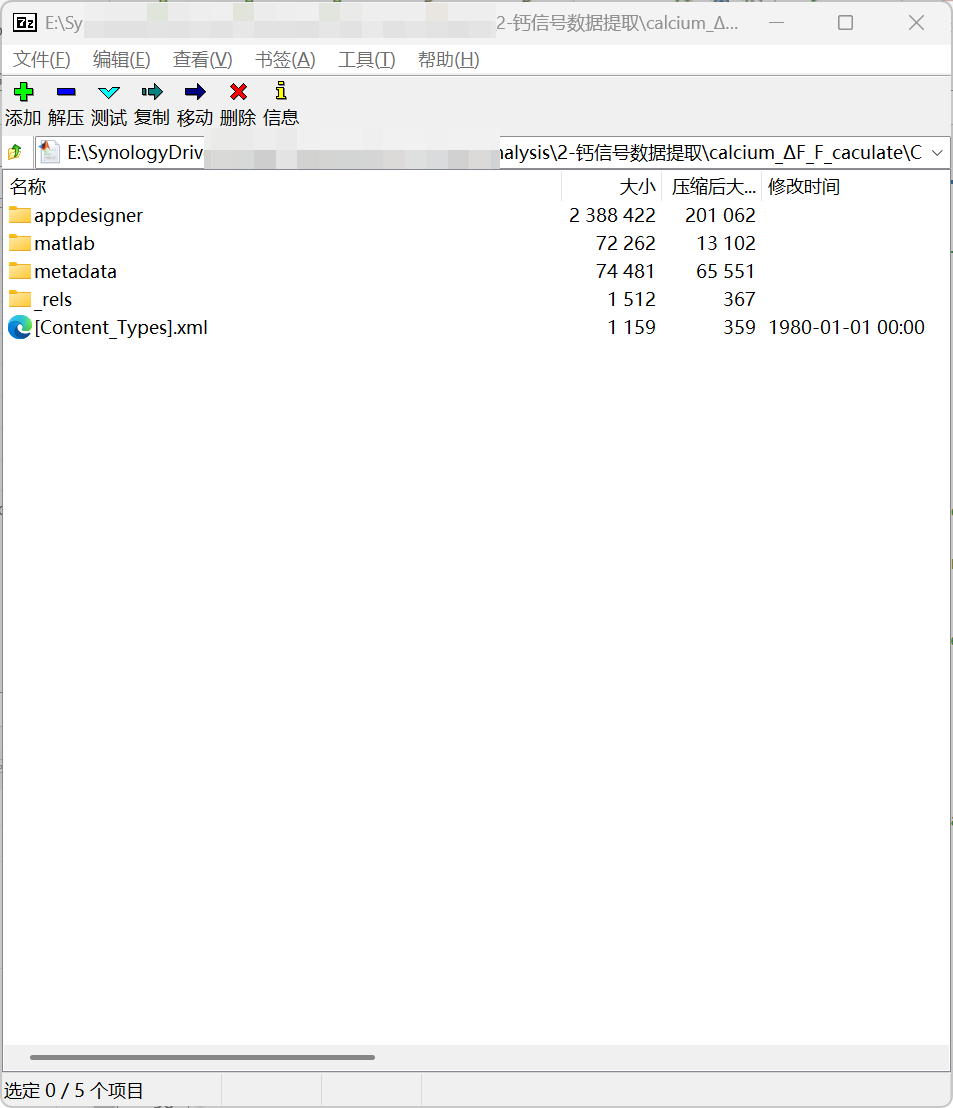 E:\Sy 2-钙信号数据提取\calcium_Δ...
文件(F) 编辑(E) 查看(V) 书签(A) 工具(T) 帮助(H)
添加 解压 测试 复制 移动 删除 信息
E:\SynologyDriv nalysis\2-钙信号数据提取\calcium_ΔF_F_caculate\C
名称 大小 压缩后大... 修改时间
appdesigner 2 388 422 201 062
matlab 72 262 13 102
metadata 74 481 65 551
_rels 1 512 367
[Content_Types].xml 1 159 359 1980-01-01 00:00
选定 0 / 5 个项目